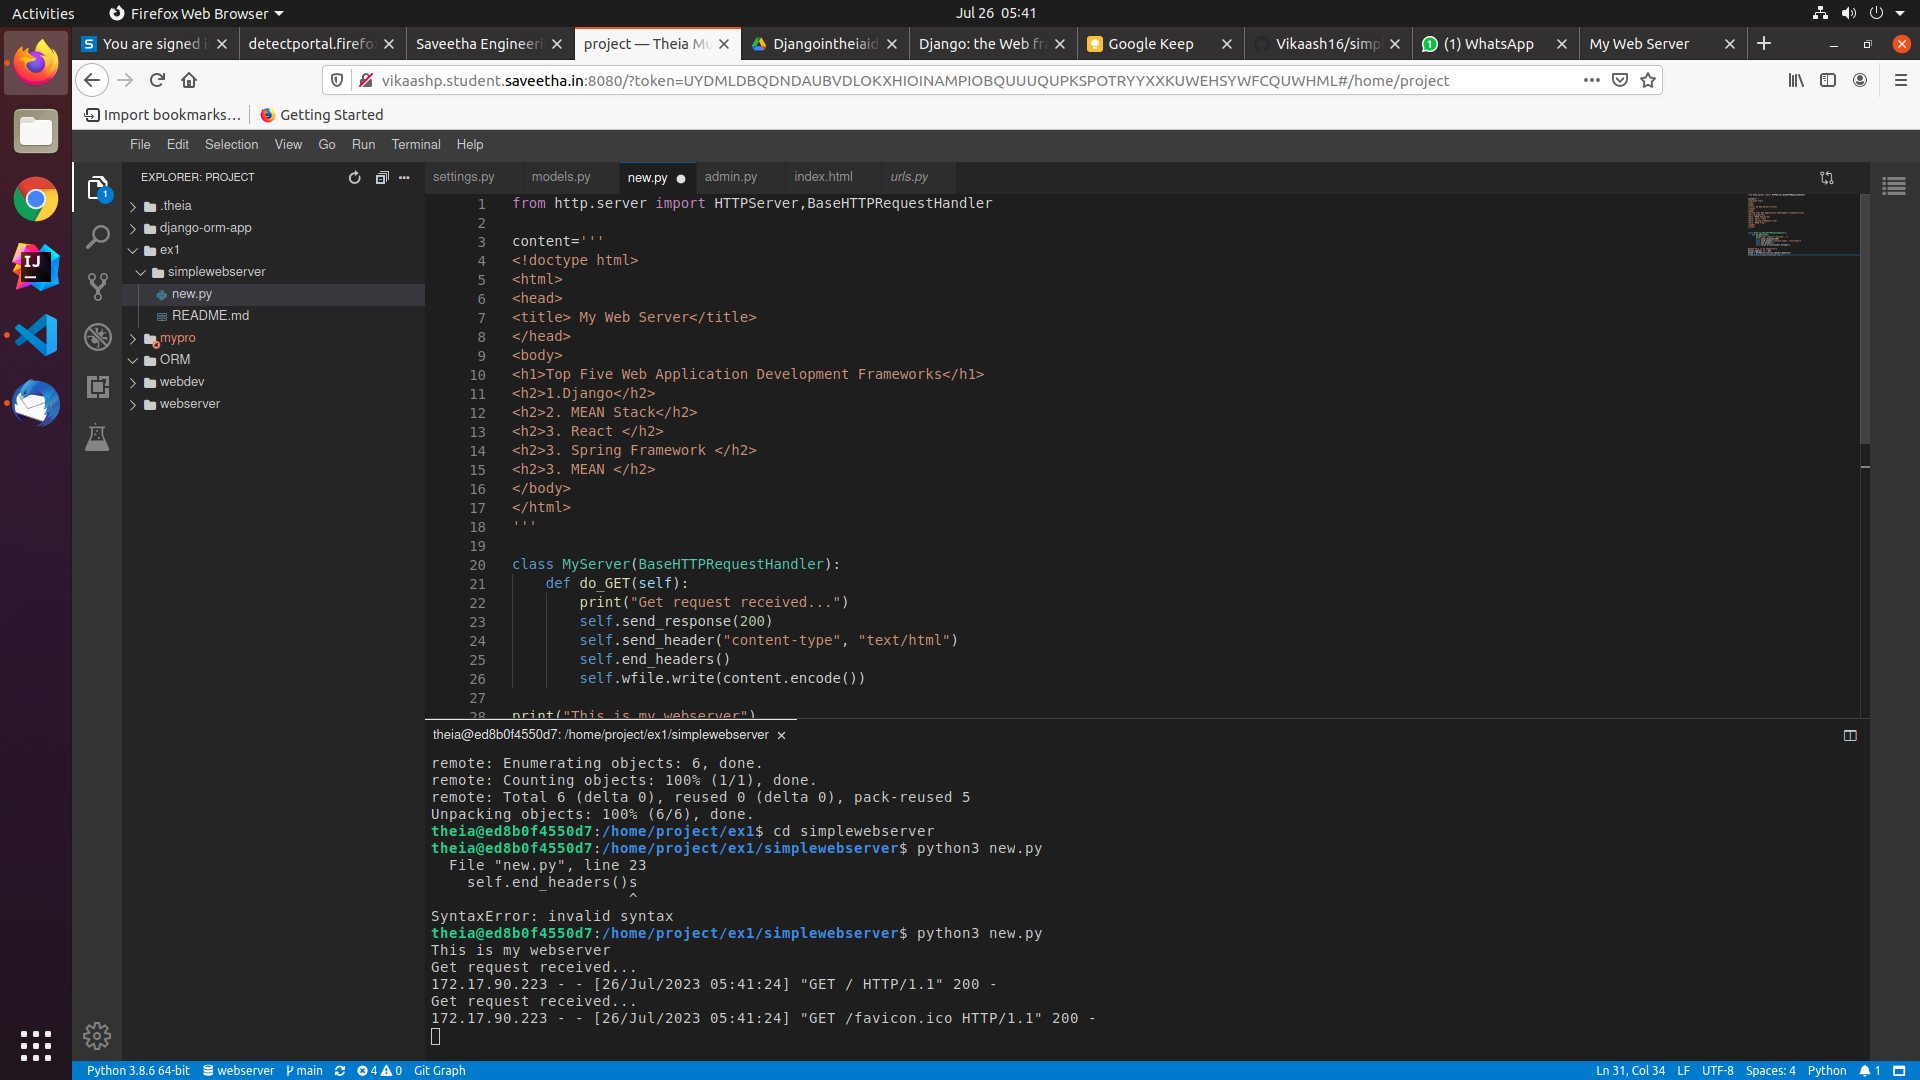 Activities
Firefox Web Browser
Jul 26 05:41
You are signed i
detectportal.firefo
Saveetha Engineeri
project — Theia Mu
Djangointheiaid
Django: the Web fra
Google Keep
Vikaash16/simpl
(1) WhatsApp
My Web Server
vikaashp.student.saveetha.in:8080/?token=UYDMLDBQDNDAUBVDLOKXHIOINAMPIOBQUUUQUPKSPOTRYYXXKUWEHSYWFCQUWHML#/home/project
Import bookmarks…
Getting Started
File Edit Selection View Go Run Terminal Help
1
EXPLORER: PROJECT
.theia
django-orm-app
ex1
simplewebserver
new.py
README.md
mypro
ORM
webdev
webserver
settings.py models.py new.py admin.py index.html urls.py
1 from http.server import HTTPServer,BaseHTTPRequestHandler
2
3 content='''
4 <!doctype html>
5 <html>
6 <head>
7 <title> My Web Server</title>
8 </head>
9 <body>
10 <h1>Top Five Web Application Development Frameworks</h1>
11 <h2>1.Django</h2>
12 <h2>2. MEAN Stack</h2>
13 <h2>3. React </h2>
14 <h2>3. Spring Framework </h2>
15 <h2>3. MEAN </h2>
16 </body>
17 </html>
18 '''
19
20 class MyServer(BaseHTTPRequestHandler):
21 def do_GET(self):
22 print("Get request received...")
23 self.send_response(200)
24 self.send_header("content-type", "text/html")
25 self.end_headers()
26 self.wfile.write(content.encode())
27
28 print("This is my webserver")
theia@ed8b0f4550d7: /home/project/ex1/simplewebserver
remote: Enumerating objects: 6, done.
remote: Counting objects: 100% (1/1), done.
remote: Total 6 (delta 0), reused 0 (delta 0), pack-reused 5
Unpacking objects: 100% (6/6), done.
theia@ed8b0f4550d7:/home/project/ex1$ cd simplewebserver
theia@ed8b0f4550d7:/home/project/ex1/simplewebserver$ python3 new.py
File "new.py", line 23
self.end_headers()s
^
SyntaxError: invalid syntax
theia@ed8b0f4550d7:/home/project/ex1/simplewebserver$ python3 new.py
This is my webserver
Get request received...
172.17.90.223 - - [26/Jul/2023 05:41:24] "GET / HTTP/1.1" 200 -
Get request received...
172.17.90.223 - - [26/Jul/2023 05:41:24] "GET /favicon.ico HTTP/1.1" 200 -
Python 3.8.6 64-bit webserver main 4 0 Git Graph
Ln 31, Col 34 LF UTF-8 Spaces: 4 Python 1